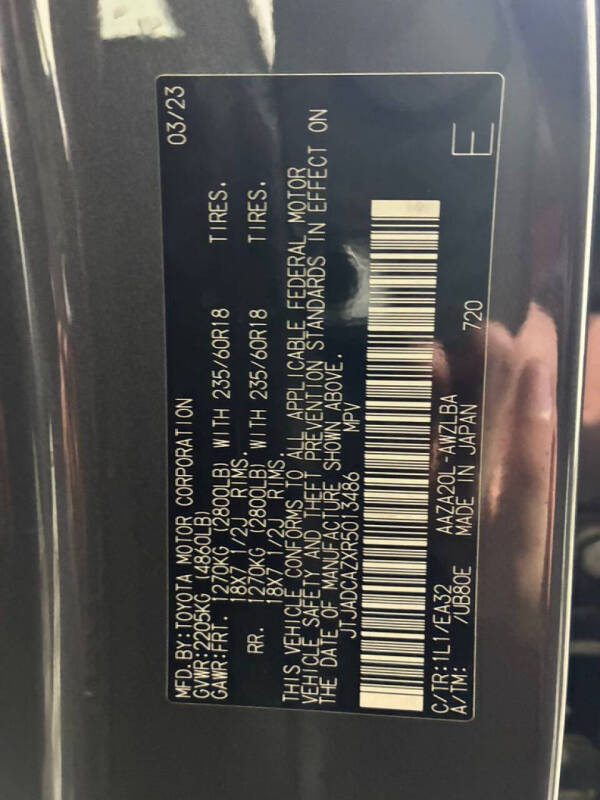 MFD.BY:TOYOTA MOTOR CORPORATION 03/23
GVWR:2205KG (4860LB)
GAWR:FRT. 1270KG (2800LB) WITH 235/60R18 TIRES.
18X7 1/2J RIMS.
RR. 1270KG (2800LB) WITH 235/60R18 TIRES.
18X7 1/2J RIMS.
THIS VEHICLE CONFORMS TO ALL APPLICABLE FEDERAL MOTOR
VEHICLE SAFETY AND THEFT PREVENTION STANDARDS IN EFFECT ON
THE DATE OF MANUFACTURE SHOWN ABOVE.
JTJADCAZXR5013486 MPV
C/TR:1L1/EA32 AAZA20L-AWZLBA
A/TM: /UB80E MADE IN JAPAN 720 E